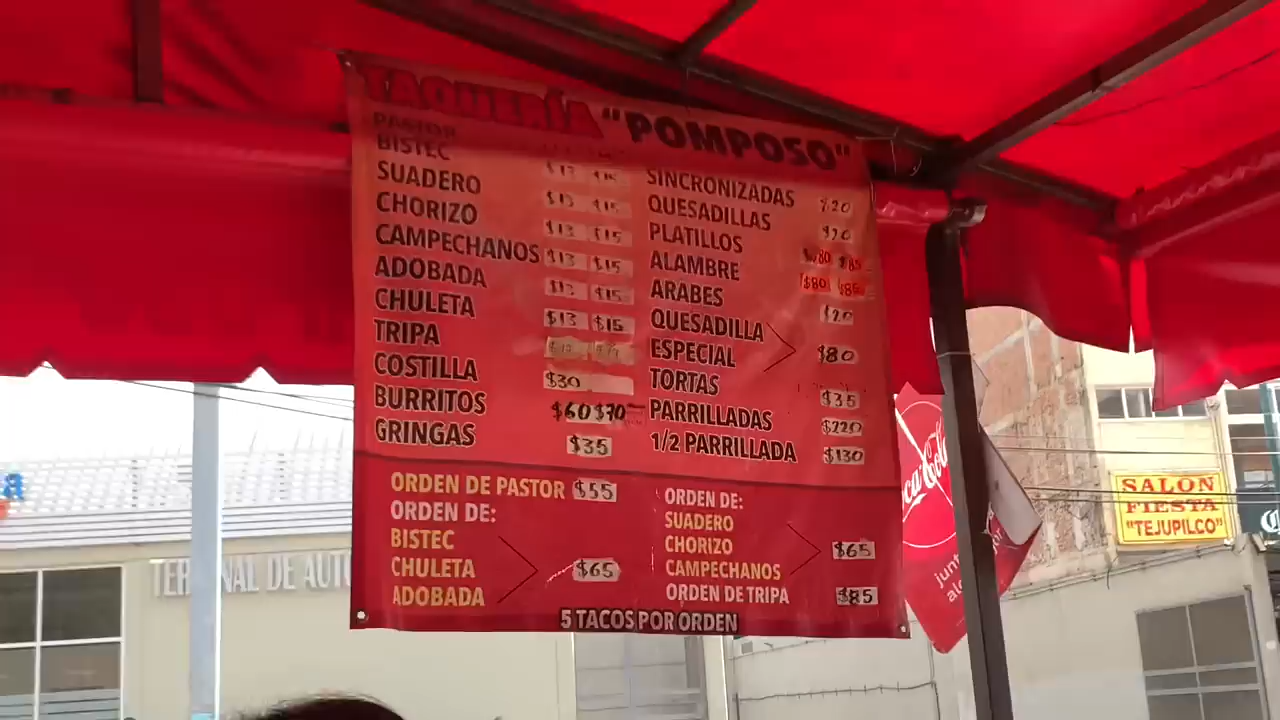 TAQUERÍA "POMPOSO"
PASTOR
BISTEC $13 $15
SUADERO $13 $15
CHORIZO $13 $15
CAMPECHANOS $13 $15
ADOBADA $13 $15
CHULETA $13 $15
TRIPA
COSTILLA $30
BURRITOS $60 $70
GRINGAS $35
SINCRONIZADAS $20
QUESADILLAS $20
PLATILLOS $80 $85
ALAMBRE $80 $85
ARABES $20
QUESADILLA
ESPECIAL $80
TORTAS $35
PARRILLADAS $220
1/2 PARRILLADA $130
ORDEN DE PASTOR $55
ORDEN DE:
BISTEC
CHULETA $65
ADOBADA
ORDEN DE:
SUADERO
CHORIZO $65
CAMPECHANOS
ORDEN DE TRIPA $85
5 TACOS POR ORDEN
TERMINAL DE AUTO
Coca-Cola
SALON
FIESTA
"TEJUPILCO"